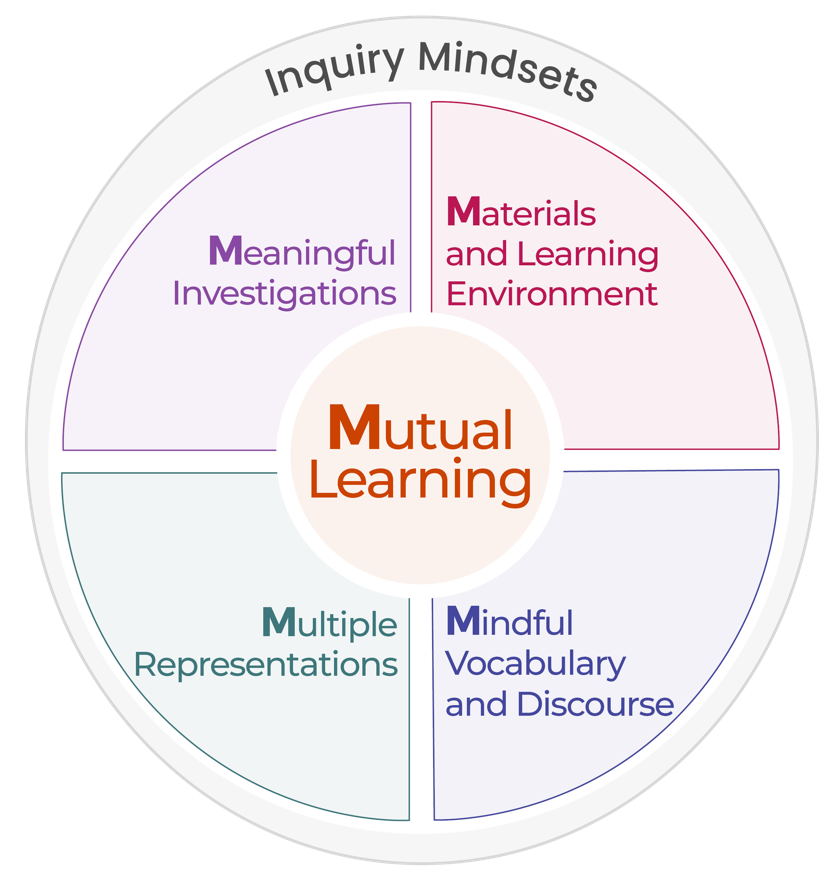 Inquiry Mindsets
Meaningful
Investigations
Materials
and Learning
Environment
Mutual
Learning
Multiple
Representations
Mindful
Vocabulary
and Discourse